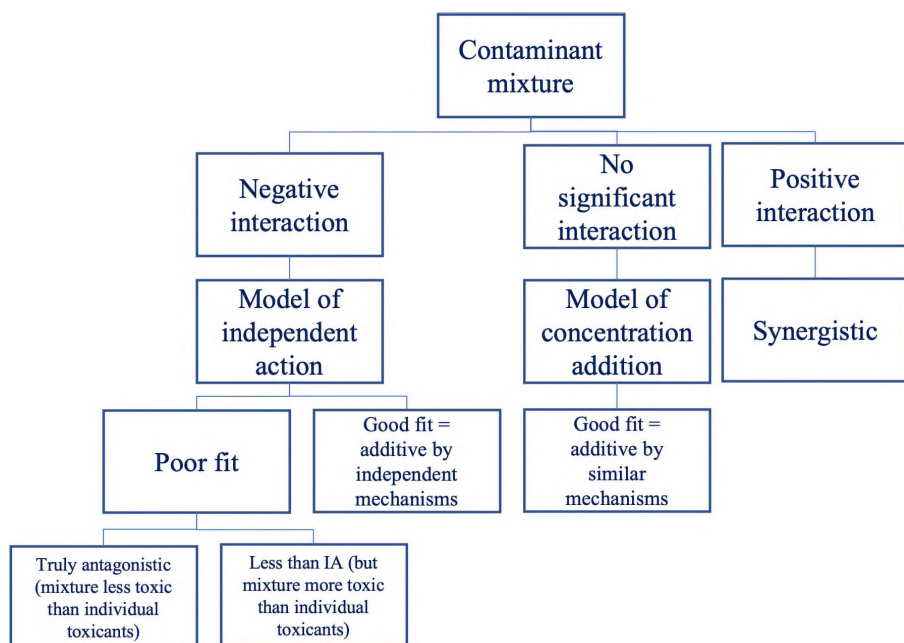 Contaminant
mixture
Negative
interaction
No
significant
interaction
Positive
interaction
Model of
independent
action
Model of
concentration
addition
Synergistic
Poor fit
Good fit =
additive by
independent
mechanisms
Good fit =
additive by
similar
mechanisms
Truly antagonistic
(mixture less toxic
than individual
toxicants)
Less than IA (but
mixture more toxic
than individual
toxicants)